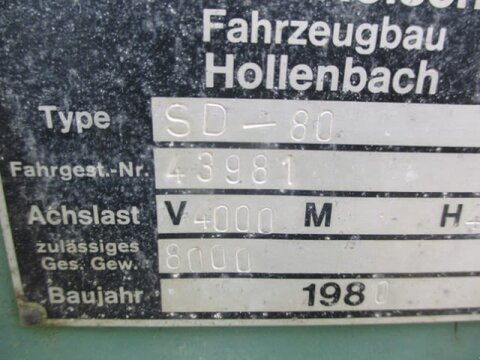 Fahrzeugbau
Hollenbach
Type SD-80
Fahrgest.-Nr. 43981
Achslast V 4000 M H
zulässiges
Ges. Gew. 8000
Baujahr 1980